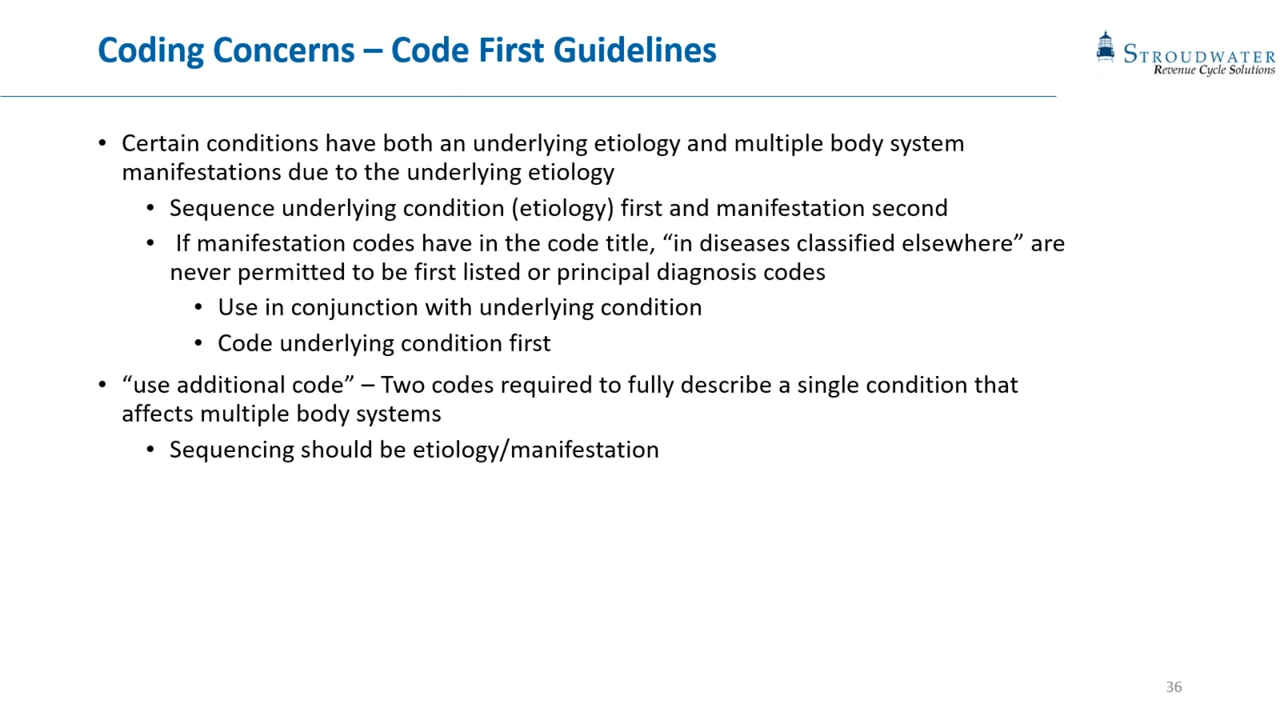 Coding Concerns – Code First Guidelines
STROUDWATER
Revenue Cycle Solutions
• Certain conditions have both an underlying etiology and multiple body system
manifestations due to the underlying etiology
• Sequence underlying condition (etiology) first and manifestation second
• If manifestation codes have in the code title, “in diseases classified elsewhere” are
never permitted to be first listed or principal diagnosis codes
• Use in conjunction with underlying condition
• Code underlying condition first
• “use additional code” – Two codes required to fully describe a single condition that
affects multiple body systems
• Sequencing should be etiology/manifestation
36